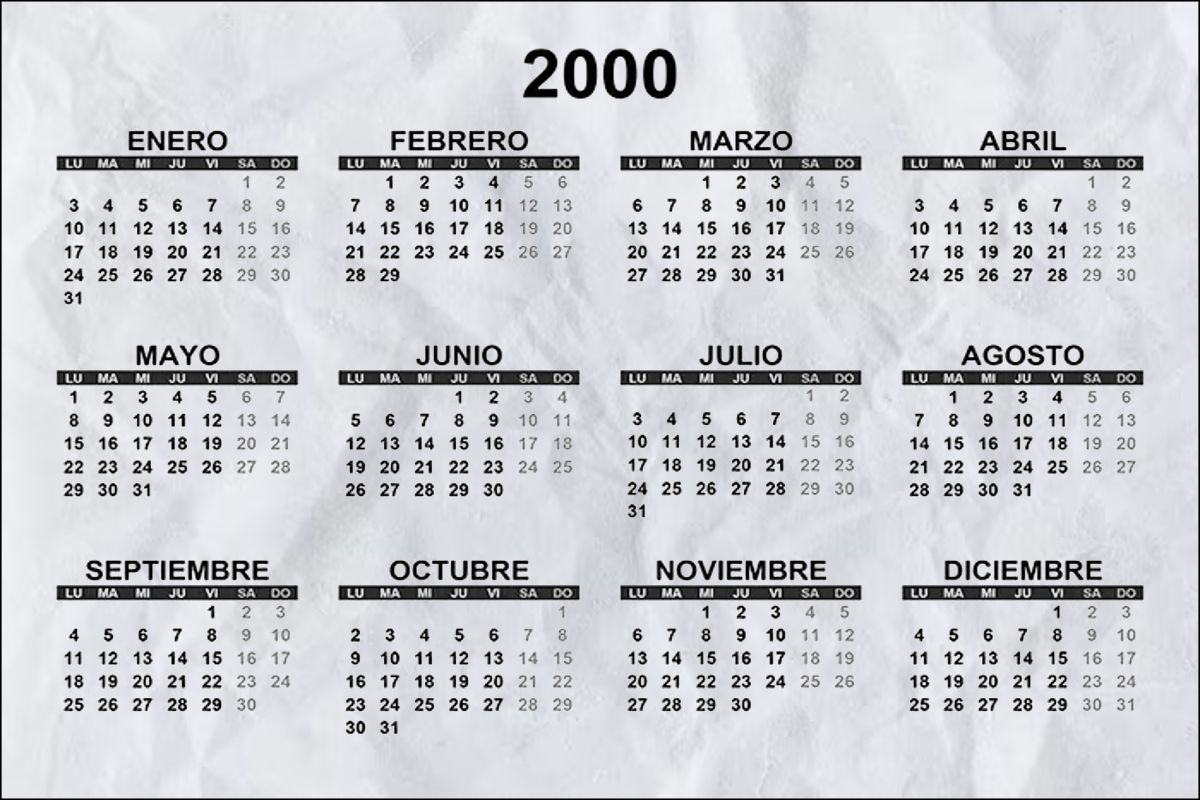 2000
ENERO
LU MA MI JU VI SA DO
1 2
3 4 5 6 7 8 9
10 11 12 13 14 15 16
17 18 19 20 21 22 23
24 25 26 27 28 29 30
31
FEBRERO
LU MA MI JU VI SA DO
1 2 3 4 5 6
7 8 9 10 11 12 13
14 15 16 17 18 19 20
21 22 23 24 25 26 27
28 29
MARZO
LU MA MI JU VI SA DO
1 2 3 4 5
6 7 8 9 10 11 12
13 14 15 16 17 18 19
20 21 22 23 24 25 26
27 28 29 30 31
ABRIL
LU MA MI JU VI SA DO
1 2
3 4 5 6 7 8 9
10 11 12 13 14 15 16
17 18 19 20 21 22 23
24 25 26 27 28 29 30
MAYO
LU MA MI JU VI SA DO
1 2 3 4 5 6 7
8 9 10 11 12 13 14
15 16 17 18 19 20 21
22 23 24 25 26 27 28
29 30 31
JUNIO
LU MA MI JU VI SA DO
1 2 3 4
5 6 7 8 9 10 11
12 13 14 15 16 17 18
19 20 21 22 23 24 25
26 27 28 29 30
JULIO
LU MA MI JU VI SA DO
1 2
3 4 5 6 7 8 9
10 11 12 13 14 15 16
17 18 19 20 21 22 23
24 25 26 27 28 29 30
31
AGOSTO
LU MA MI JU VI SA DO
1 2 3 4 5 6
7 8 9 10 11 12 13
14 15 16 17 18 19 20
21 22 23 24 25 26 27
28 29 30 31
SEPTIEMBRE
LU MA MI JU VI SA DO
1 2 3
4 5 6 7 8 9 10
11 12 13 14 15 16 17
18 19 20 21 22 23 24
25 26 27 28 29 30
OCTUBRE
LU MA MI JU VI SA DO
1
2 3 4 5 6 7 8
9 10 11 12 13 14 15
16 17 18 19 20 21 22
23 24 25 26 27 28 29
30 31
NOVIEMBRE
LU MA MI JU VI SA DO
1 2 3 4 5
6 7 8 9 10 11 12
13 14 15 16 17 18 19
20 21 22 23 24 25 26
27 28 29 30
DICIEMBRE
LU MA MI JU VI SA DO
1 2 3
4 5 6 7 8 9 10
11 12 13 14 15 16 17
18 19 20 21 22 23 24
25 26 27 28 29 30 31